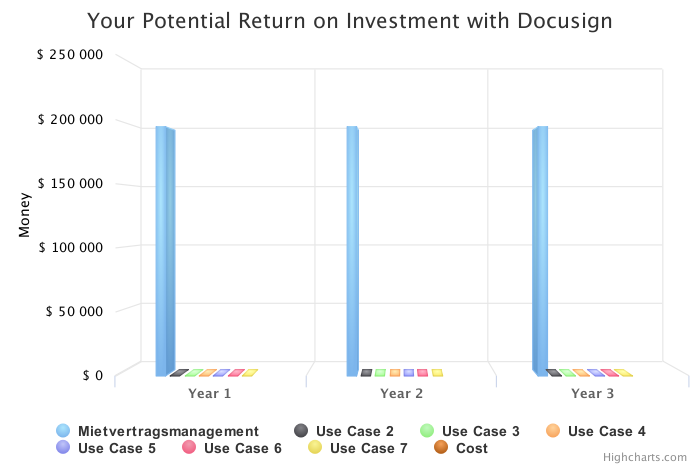 Your Potential Return on Investment with Docusign
$ 250 000
$ 200 000
$ 150 000
$ 100 000
$ 50 000
$ 0
Money
Year 1
Year 2
Year 3
Mietvertragsmanagement Use Case 2 Use Case 3 Use Case 4
Use Case 5 Use Case 6 Use Case 7 Cost
Highcharts.com